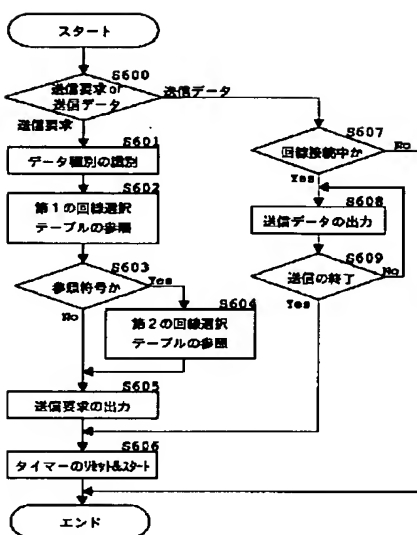 スタート
S600
送信要求or
送信データ
送信データ
送信要求
S601
データ種別の識別
S602
第1の回線選択
テーブルの参照
S603
参照符号か
Yes
No
S604
第2の回線選択
テーブルの参照
S605
送信要求の出力
S606
タイマーのリセット&スタート
エンド
S607
回線接続中か
No
Yes
S608
送信データの出力
S609
送信の終了
No
Yes